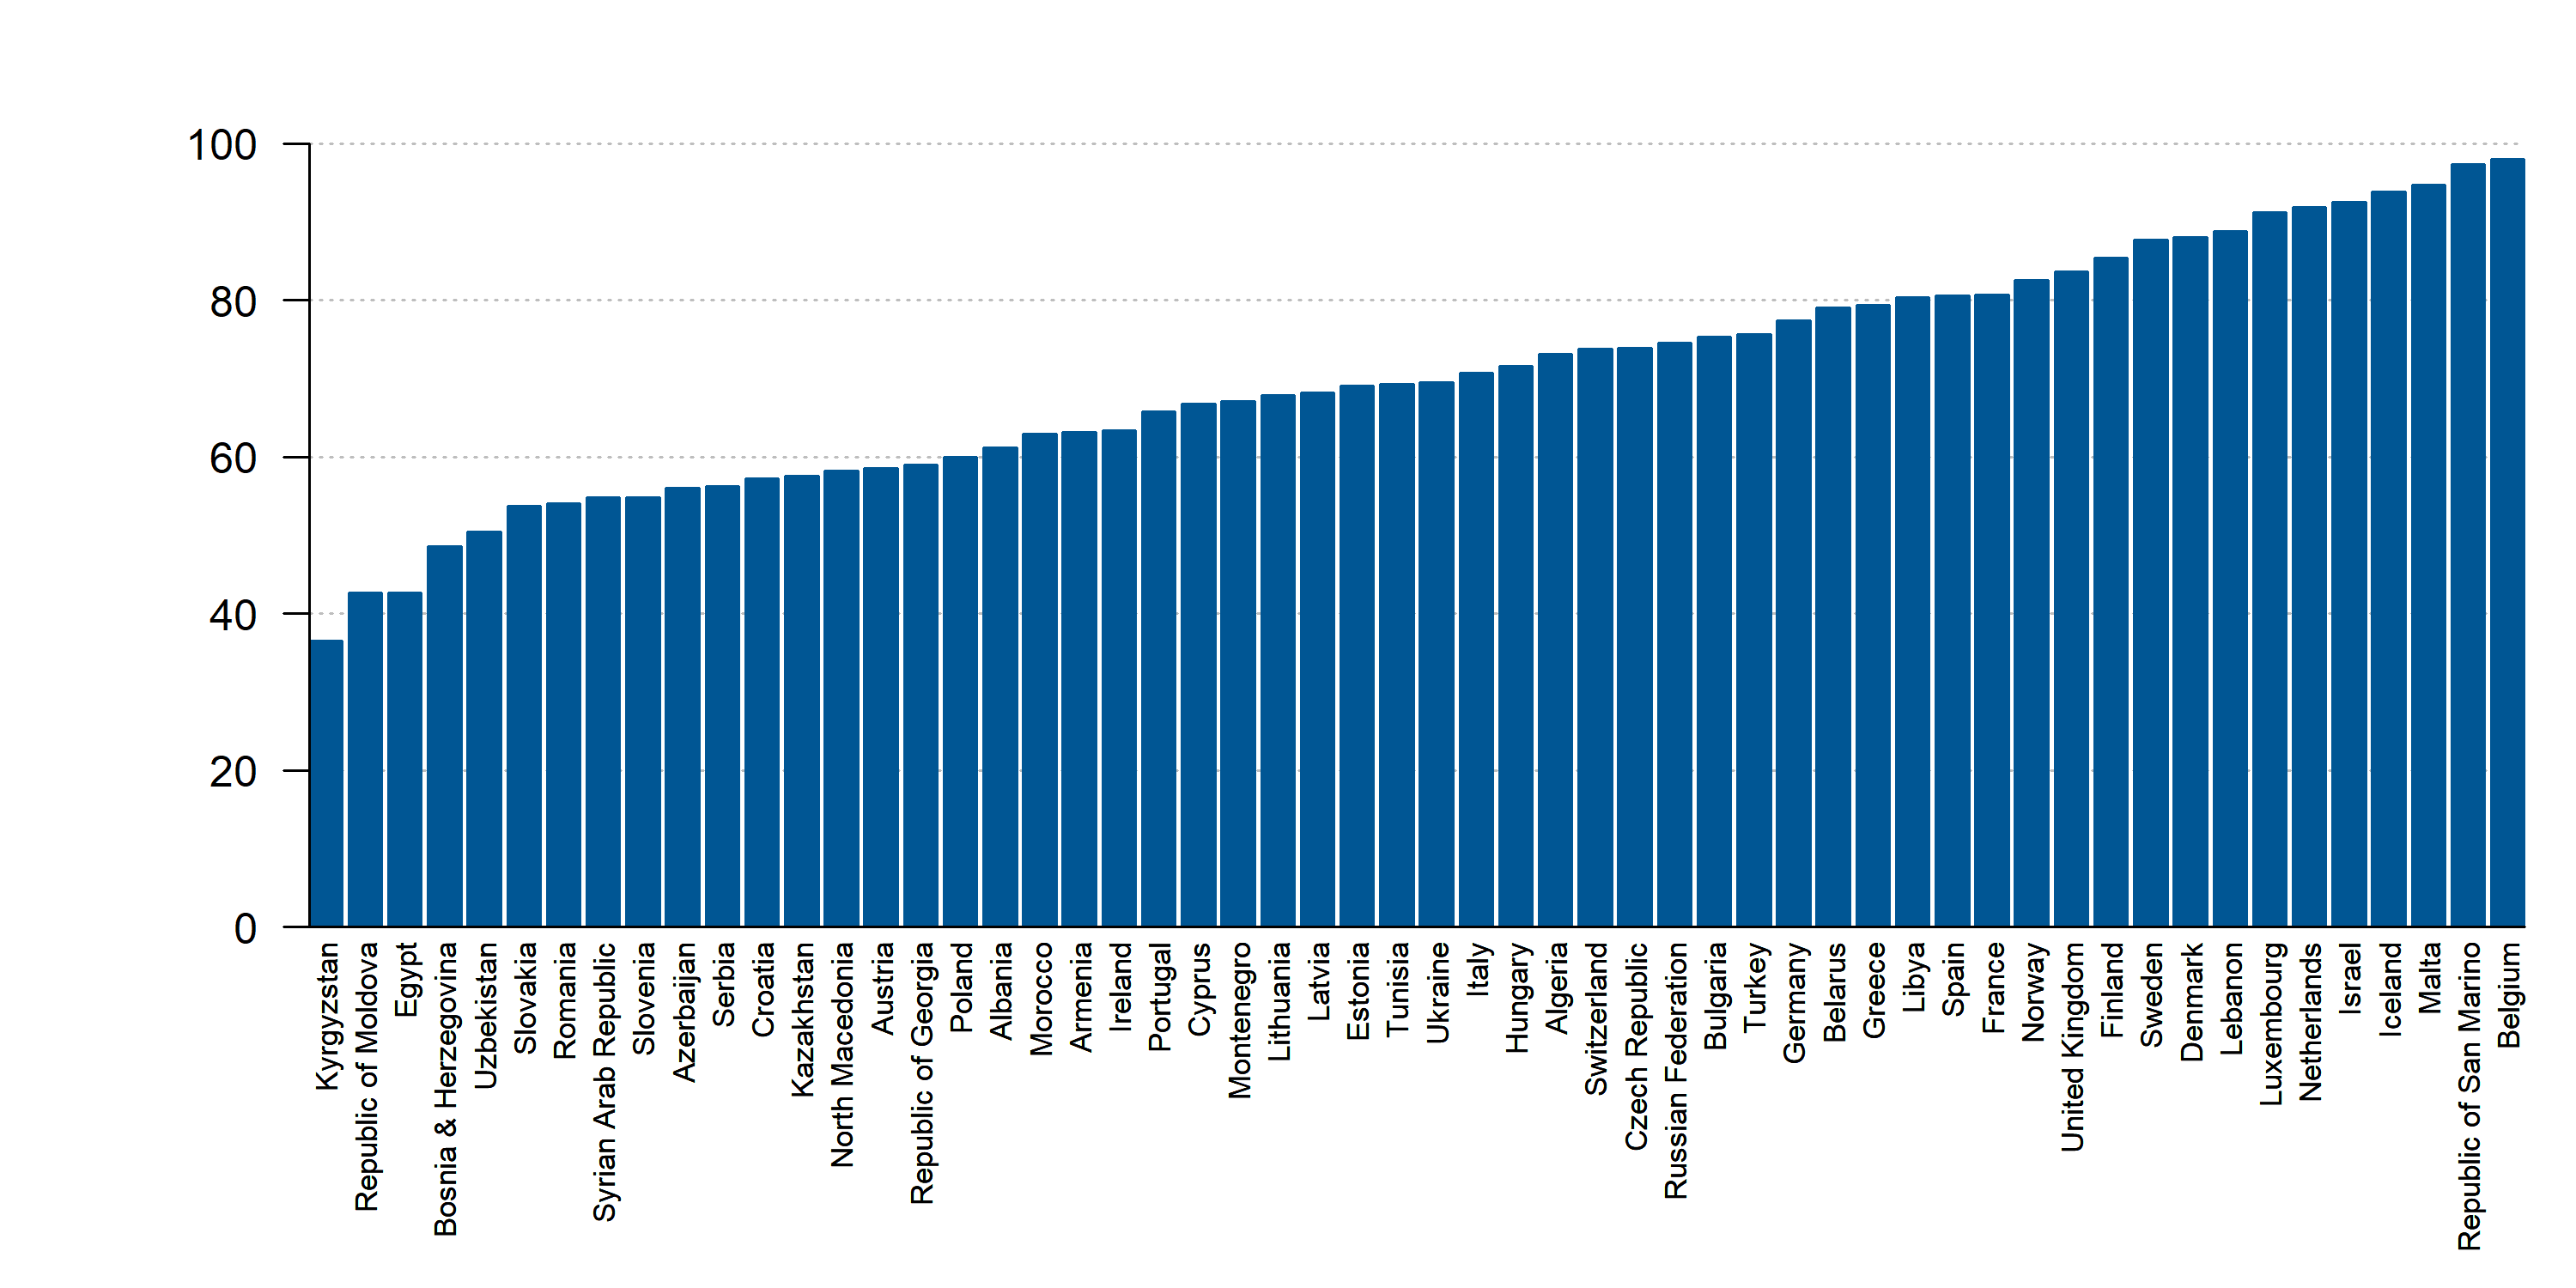 100
80
60
40
20
0
Kyrgyzstan
Republic of Moldova
Egypt
Bosnia & Herzegovina
Uzbekistan
Slovakia
Romania
Syrian Arab Republic
Slovenia
Azerbaijan
Serbia
Croatia
Kazakhstan
North Macedonia
Austria
Republic of Georgia
Poland
Albania
Morocco
Armenia
Ireland
Portugal
Cyprus
Montenegro
Lithuania
Latvia
Estonia
Tunisia
Ukraine
Italy
Hungary
Algeria
Switzerland
Czech Republic
Russian Federation
Bulgaria
Turkey
Germany
Belarus
Greece
Libya
Spain
France
Norway
United Kingdom
Finland
Sweden
Denmark
Lebanon
Luxembourg
Netherlands
Israel
Iceland
Malta
Republic of San Marino
Belgium